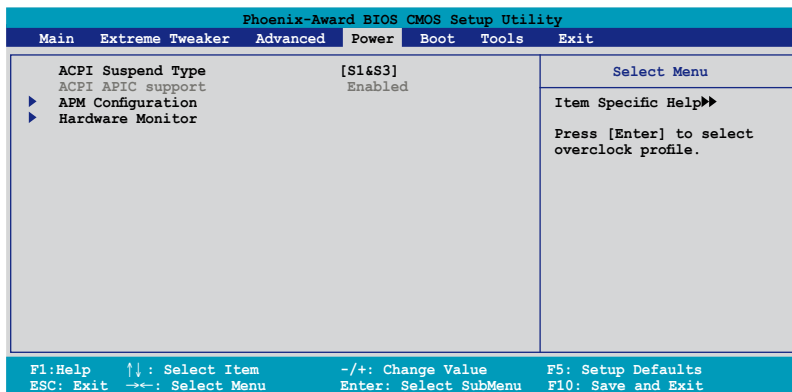 Phoenix-Award BIOS CMOS Setup Utility
Main Extreme Tweaker Advanced Power Boot Tools Exit
ACPI Suspend Type [S1&S3]
ACPI APIC support Enabled
APM Configuration
Hardware Monitor
Select Menu
Item Specific Help
Press [Enter] to select
overclock profile.
F1:Help ↑↓ : Select Item -/+: Change Value F5: Setup Defaults
ESC: Exit →←: Select Menu Enter: Select SubMenu F10: Save and Exit